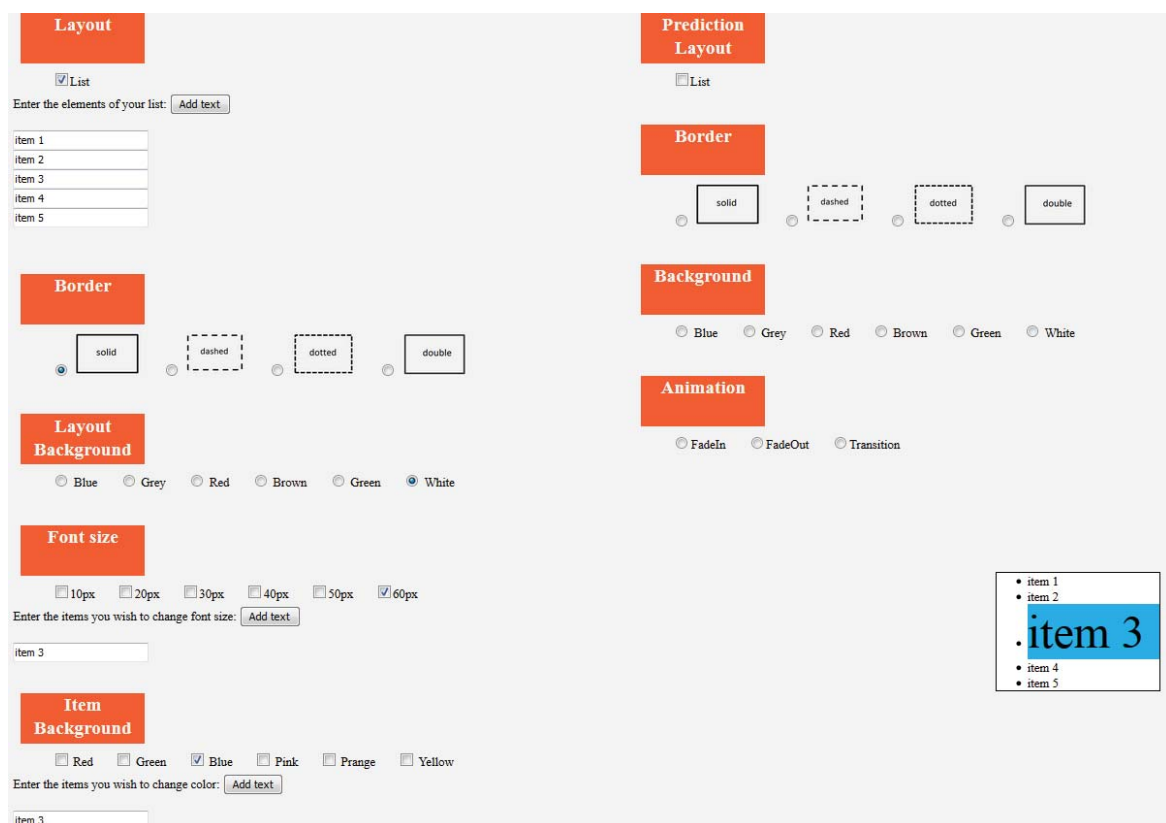 Layout
List
Enter the elements of your list: Add text
item 1
item 2
item 3
item 4
item 5
Border
solid dashed dotted double
Layout
Background
Blue Grey Red Brown Green White
Font size
10px 20px 30px 40px 50px 60px
Enter the items you wish to change font size: Add text
item 3
Item
Background
Red Green Blue Pink Prange Yellow
Enter the items you wish to change color: Add text
item 3
Prediction
Layout
List
Border
solid dashed dotted double
Background
Blue Grey Red Brown Green White
Animation
FadeIn FadeOut Transition
item 1
item 2
item 3
item 4
item 5